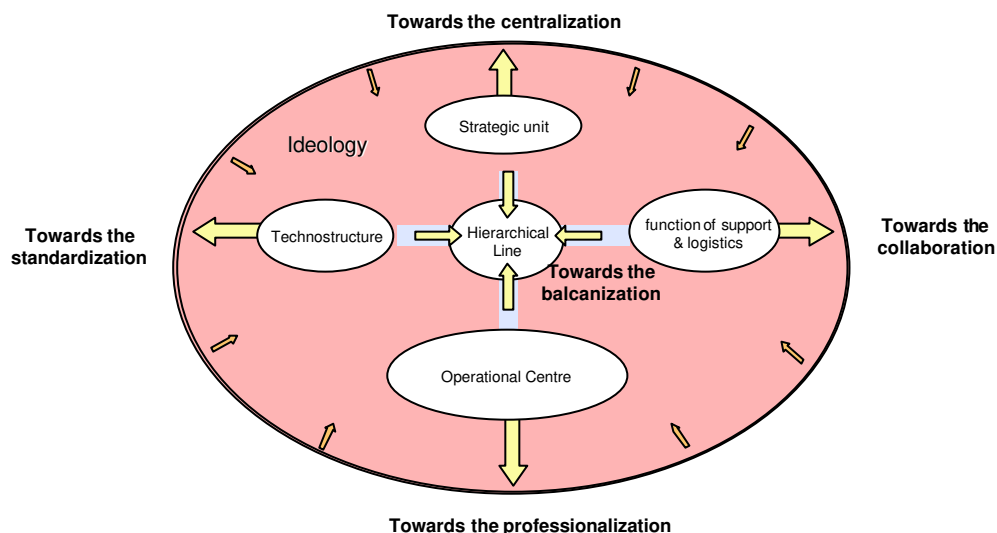 Towards the centralization
Strategic unit
Ideology
Towards the
standardization
Technostructure
Hierarchical
Line
function of support
& logistics
Towards the
collaboration
Towards the
balcanization
Operational Centre
Towards the professionalization